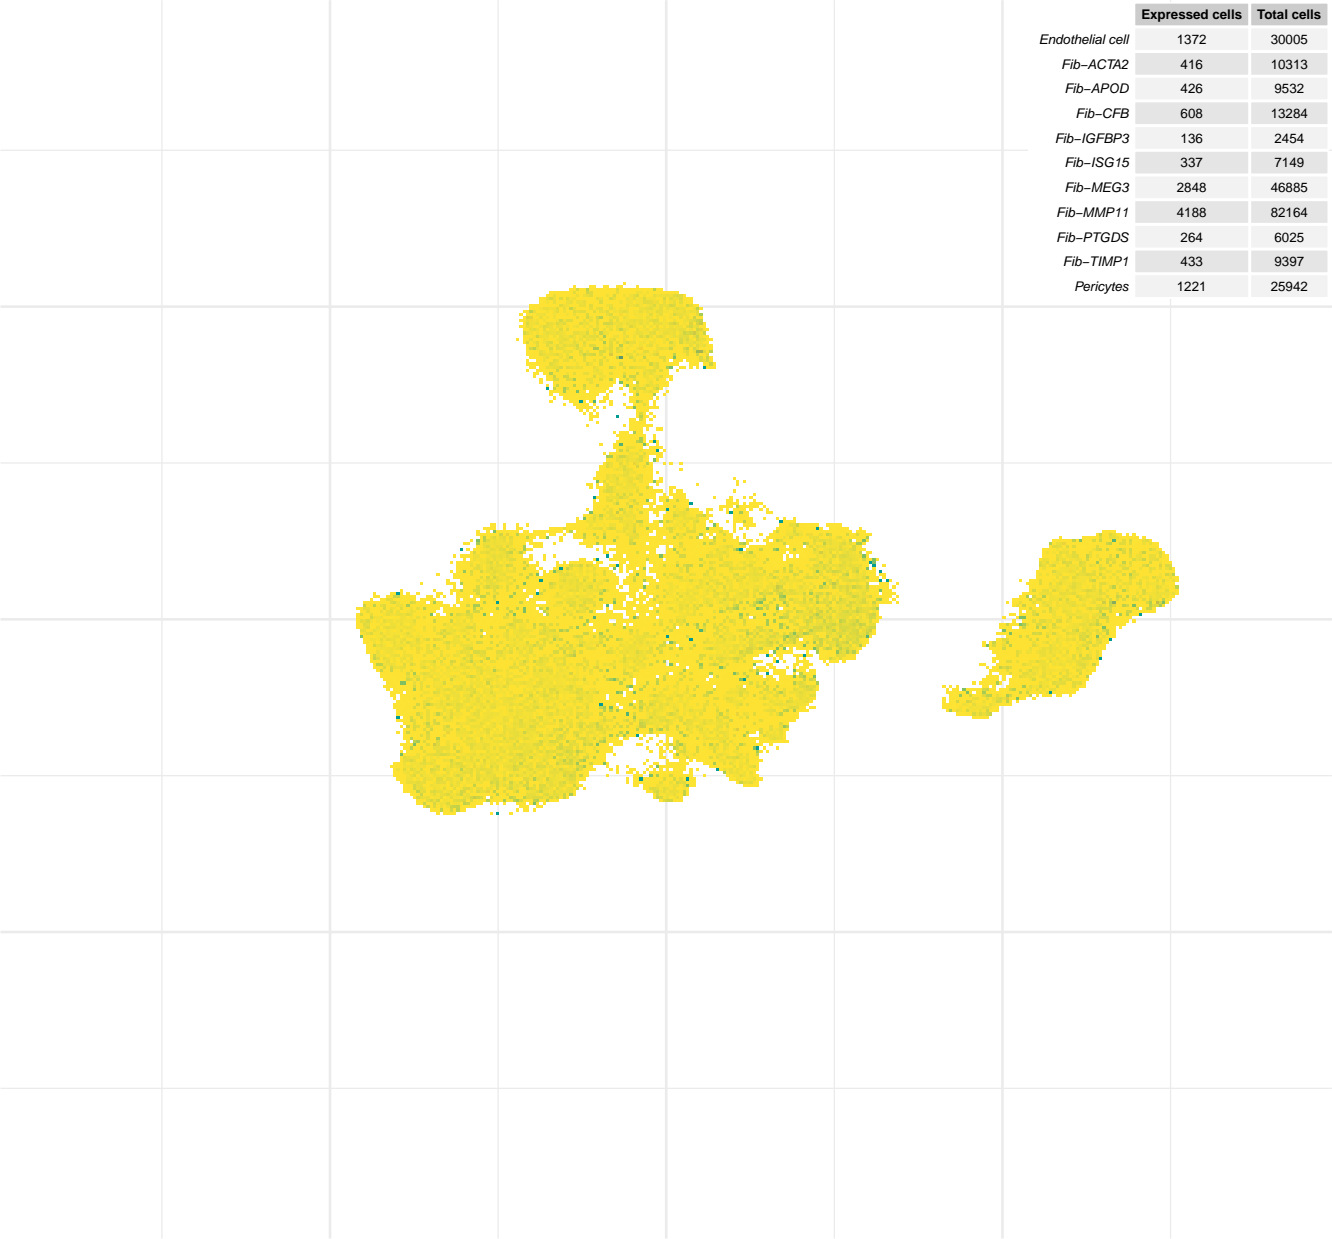 Expressed cells Total cells
Endothelial cell 1372 30005
Fib−ACTA2 416 10313
Fib−APOD 426 9532
Fib−CFB 608 13284
Fib−IGFBP3 136 2454
Fib−ISG15 337 7149
Fib−MEG3 2848 46885
Fib−MMP11 4188 82164
Fib−PTGDS 264 6025
Fib−TIMP1 433 9397
Pericytes 1221 25942